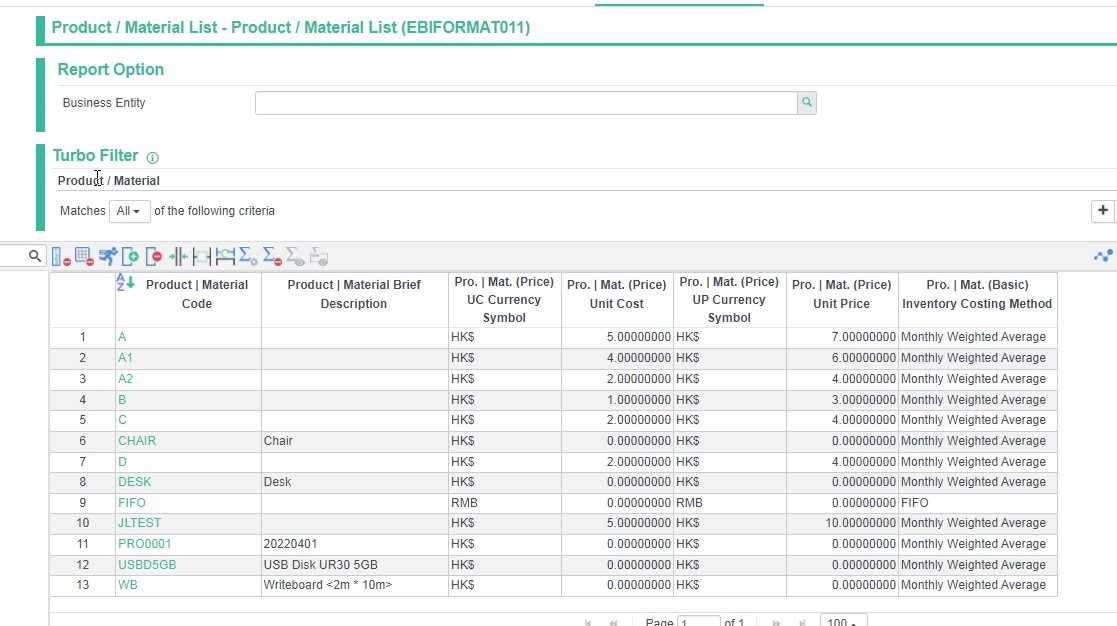 Product / Material List - Product / Material List (EBIFORMAT011)
Report Option
Business Entity
Turbo Filter
Product / Material
Matches All of the following criteria
Product | Material Code Product | Material Brief Description Pro. | Mat. (Price) UC Currency Symbol Pro. | Mat. (Price) Unit Cost Pro. | Mat. (Price) UP Currency Symbol Pro. | Mat. (Price) Unit Price Pro. | Mat. (Basic) Inventory Costing Method
1 A HK$ 5.00000000 HK$ 7.00000000 Monthly Weighted Average
2 A1 HK$ 4.00000000 HK$ 6.00000000 Monthly Weighted Average
3 A2 HK$ 2.00000000 HK$ 4.00000000 Monthly Weighted Average
4 B HK$ 1.00000000 HK$ 3.00000000 Monthly Weighted Average
5 C HK$ 2.00000000 HK$ 4.00000000 Monthly Weighted Average
6 CHAIR Chair HK$ 0.00000000 HK$ 0.00000000 Monthly Weighted Average
7 D HK$ 2.00000000 HK$ 4.00000000 Monthly Weighted Average
8 DESK Desk HK$ 0.00000000 HK$ 0.00000000 Monthly Weighted Average
9 FIFO RMB 0.00000000 RMB 0.00000000 FIFO
10 JLTEST HK$ 5.00000000 HK$ 10.00000000 Monthly Weighted Average
11 PRO0001 20220401 HK$ 0.00000000 HK$ 0.00000000 Monthly Weighted Average
12 USBD5GB USB Disk UR30 5GB HK$ 0.00000000 HK$ 0.00000000 Monthly Weighted Average
13 WB Writeboard <2m * 10m> HK$ 0.00000000 HK$ 0.00000000 Monthly Weighted Average
Page 1 of 1 100